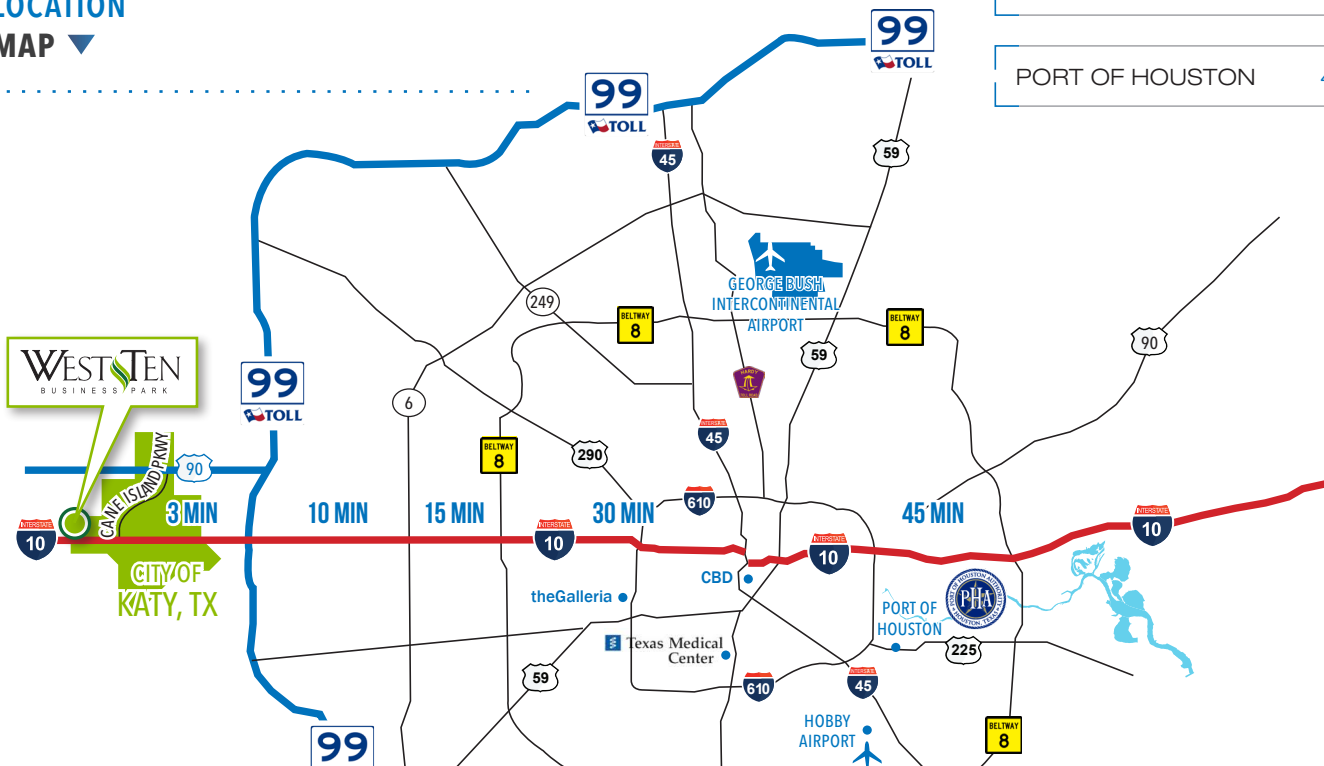 LOCATION
MAP
PORT OF HOUSTON
99
TOLL
99
TOLL
INTERSTATE
45
59
249
GEORGE BUSH
INTERCONTINENTAL
AIRPORT
BELTWAY
8
BELTWAY
8
90
59
WEST TEN
BUSINESS PARK
99
TOLL
HARDY
TOLL ROAD
6
INTERSTATE
45
BELTWAY
8
290
90
CANE ISLAND PKWY
610
3 MIN
10 MIN
15 MIN
30 MIN
45 MIN
INTERSTATE
10
INTERSTATE
10
INTERSTATE
10
INTERSTATE
10
CITY OF
KATY, TX
CBD
theGalleria
PORT OF HOUSTON AUTHORITY
PHA
HOUSTON, TEXAS
PORT OF
HOUSTON
Texas Medical
Center
225
59
610
INTERSTATE
45
HOBBY
AIRPORT
BELTWAY
8
99